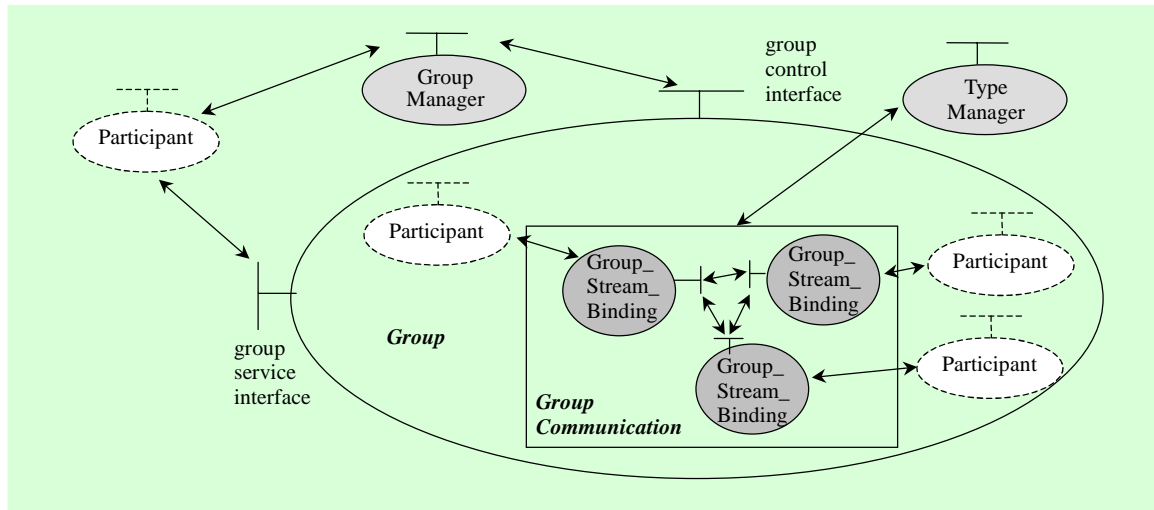 Group
Manager
group
control
interface
Type
Manager
Participant
Participant
Group_
Stream_
Binding
Group_
Stream_
Binding
Participant
Group
group
service
interface
Group_
Stream_
Binding
Participant
Group
Communication